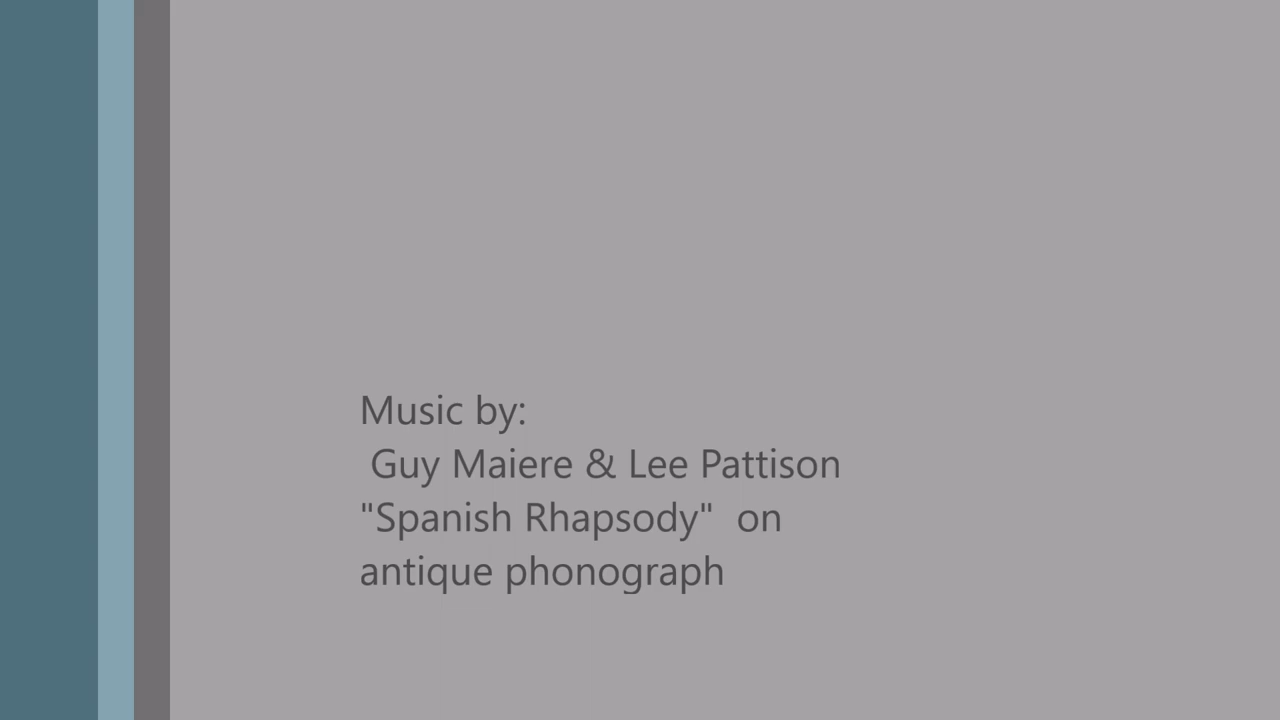 Music by:
Guy Maiere & Lee Pattison
"Spanish Rhapsody"  on
antique phonograph